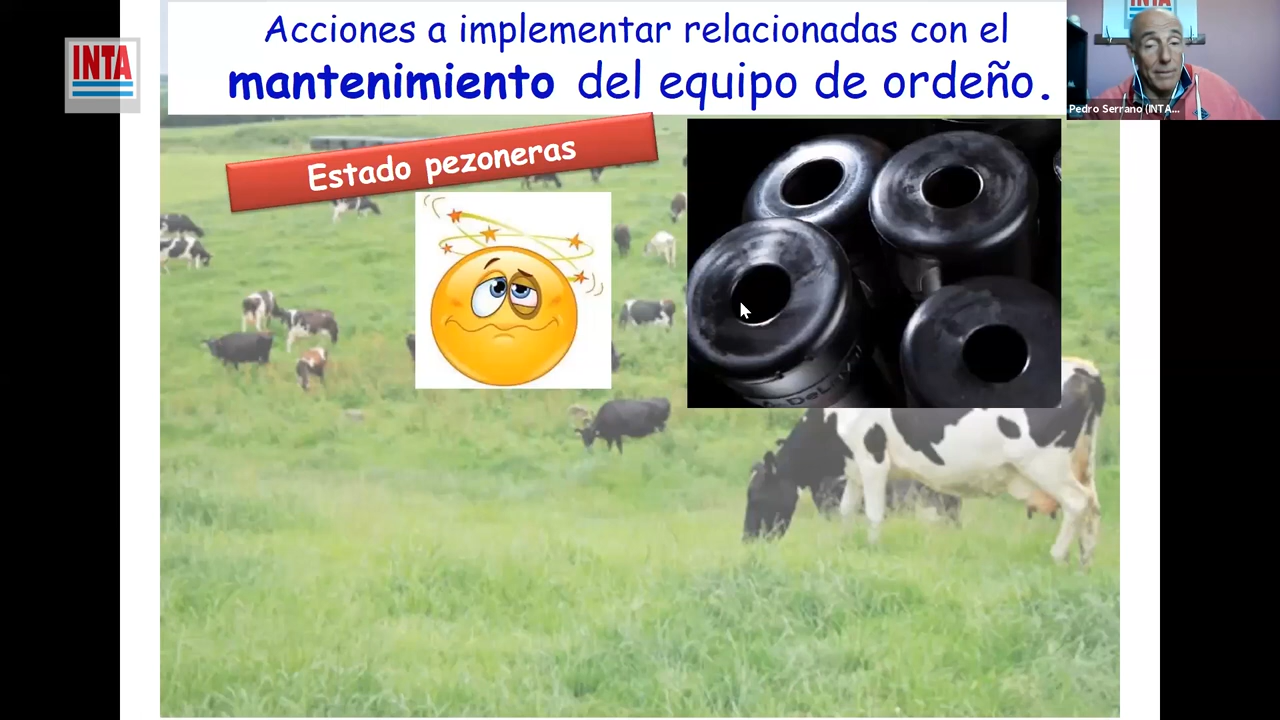 Acciones a implementar relacionadas con el
mantenimiento del equipo de ordeño.
INTA
INTA
Pedro Serrano (INTA...
Estado pezoneras